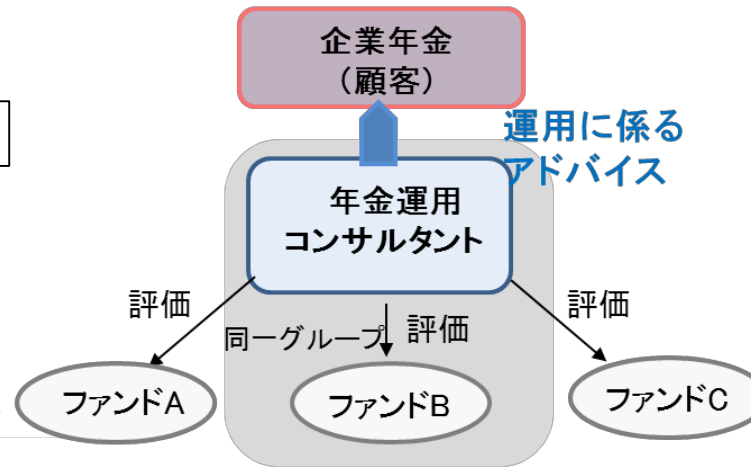 企業年金
（顧客）
運用に係る
アドバイス
年金運用
コンサルタント
評価
同一グループ
評価
評価
ファンドA
ファンドB
ファンドC